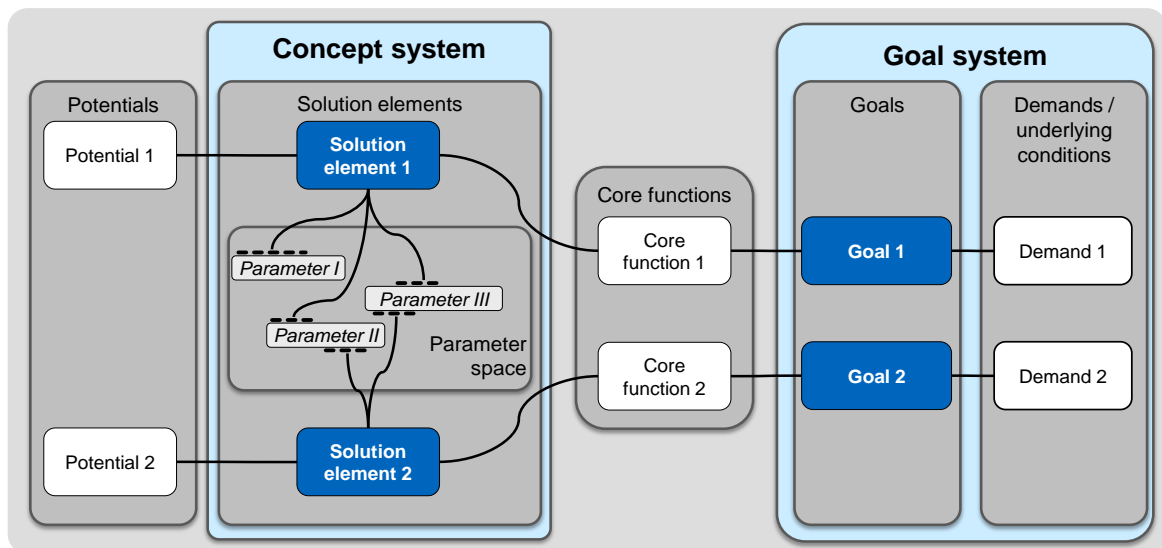 Concept system
Goal system
Potentials
Solution elements
Goals
Demands /
underlying
conditions
Potential 1
Solution
element 1
Core functions
Core
function 1
Goal 1
Demand 1
Parameter I
Parameter III
Parameter II
Parameter
space
Core
function 2
Goal 2
Demand 2
Potential 2
Solution
element 2